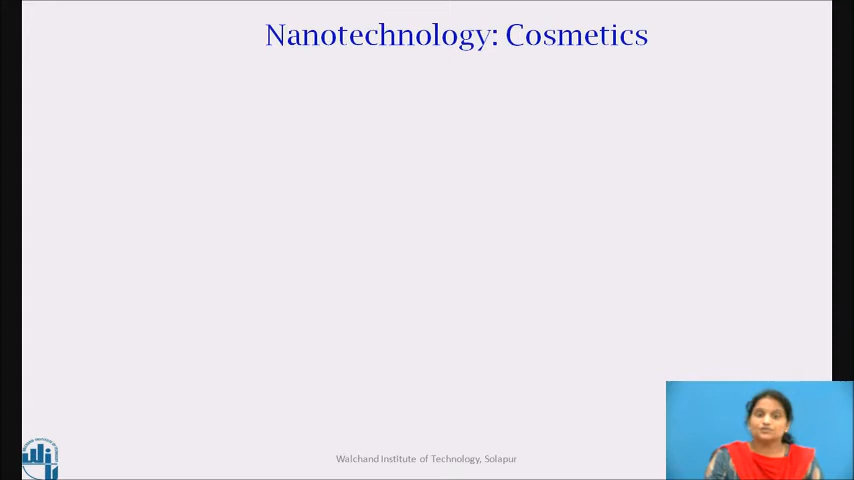 Nanotechnology: Cosmetics
Walchand Institute of Technology, Solapur